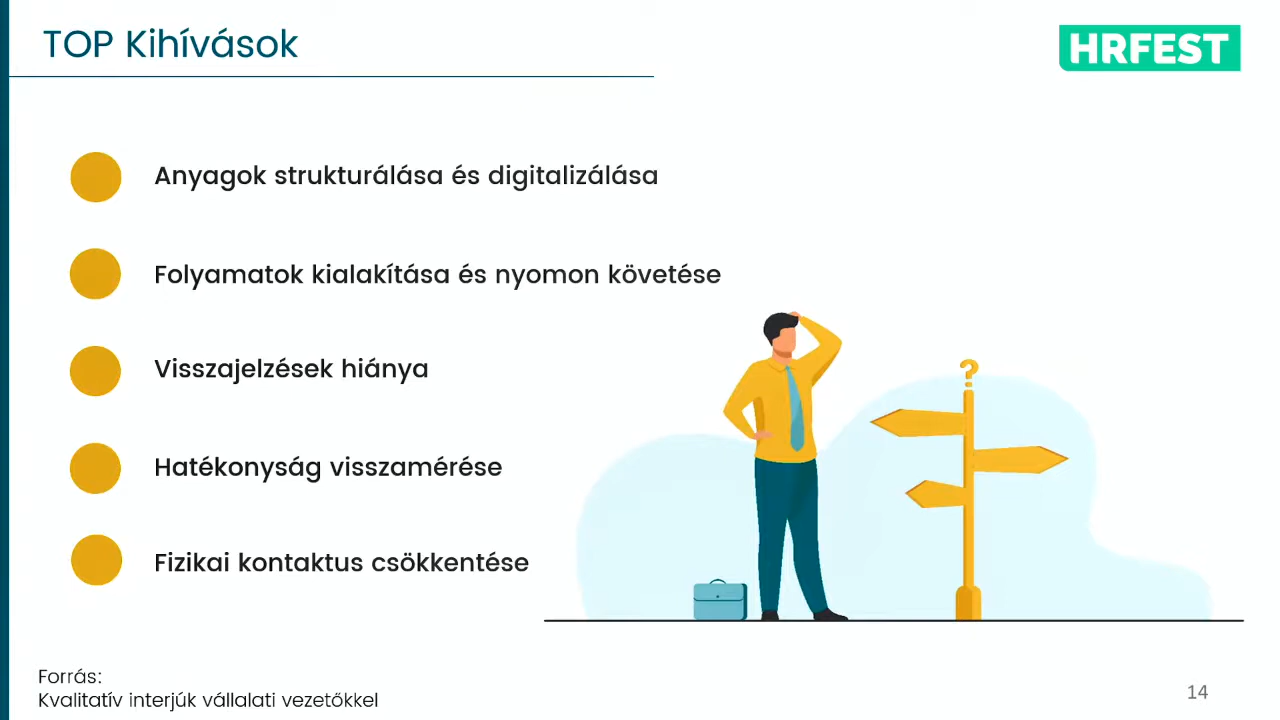 TOP Kihívások
HRFEST
Anyagok strukturálása és digitalizálása
Folyamatok kialakítása és nyomon követése
Visszajelzések hiánya
Hatékonyság visszamérése
Fizikai kontaktus csökkentése
?
Forrás:
Kvalitatív interjúk vállalati vezetőkkel
14